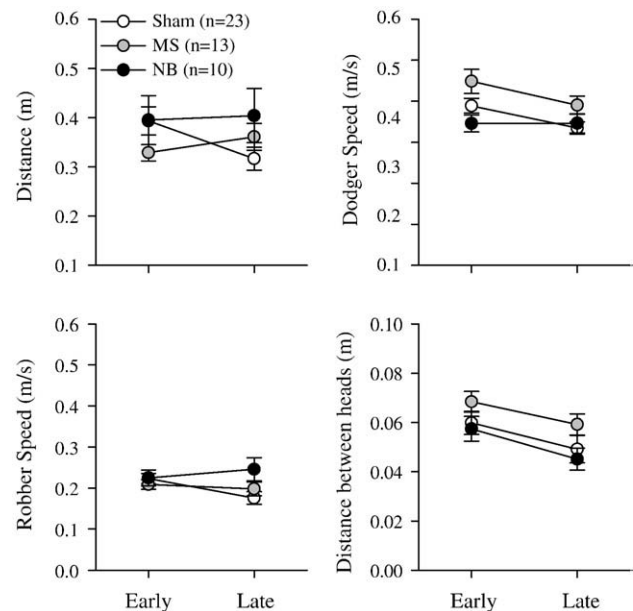 Sham (n=23)
MS (n=13)
NB (n=10)
Distance (m)
0.6
0.5
0.4
0.3
0.2
0.1
Dodger Speed (m/s)
0.6
0.5
0.4
0.3
0.2
0.1
Robber Speed (m/s)
0.6
0.5
0.4
0.3
0.2
0.1
0.0
Early
Late
Distance between heads (m)
0.10
0.08
0.06
0.04
0.02
0.00
Early
Late